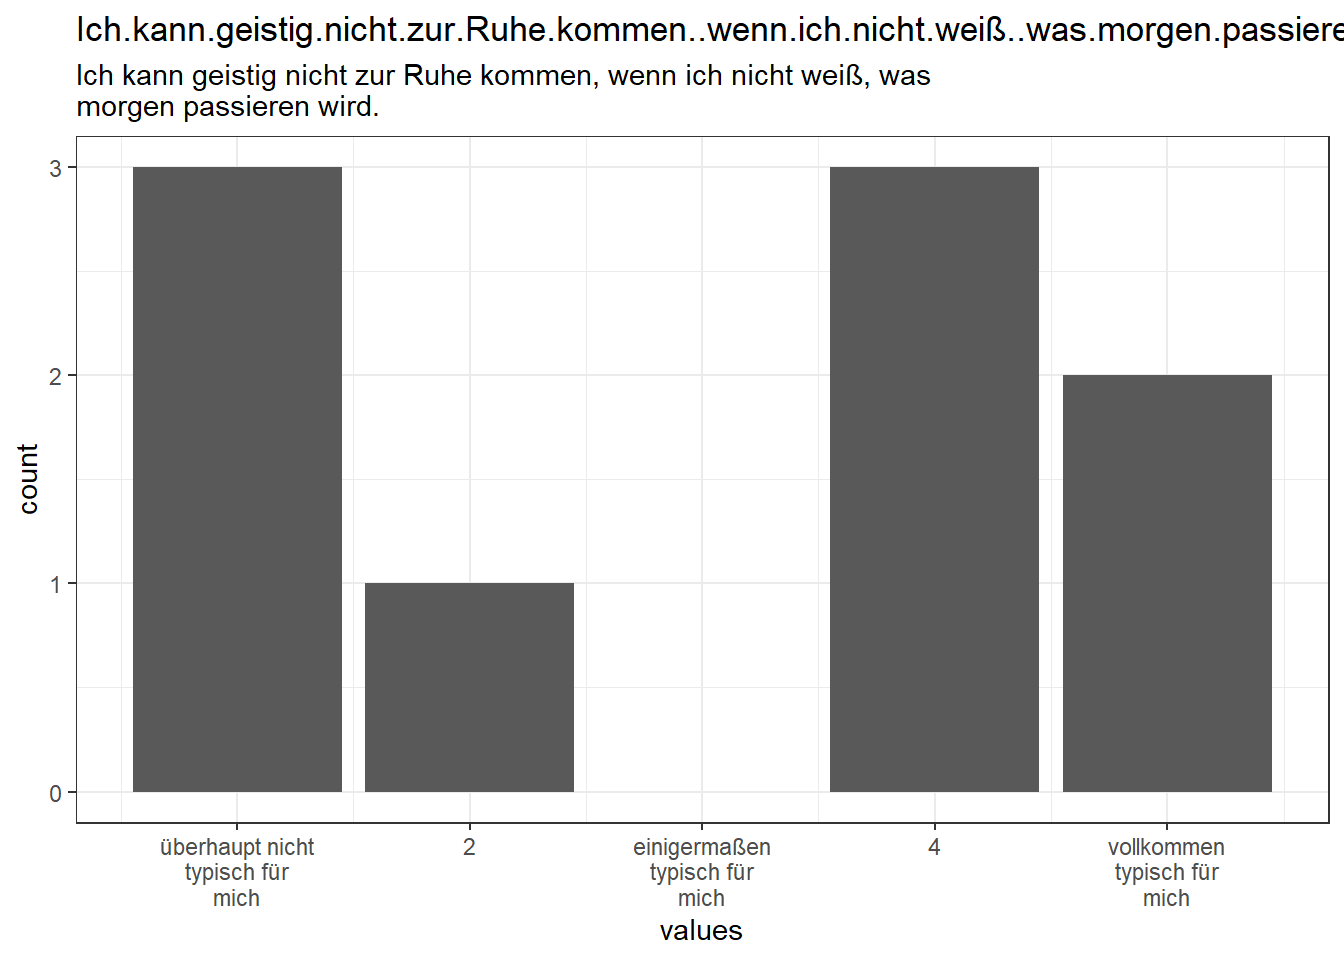 Ich.kann.geistig.nicht.zur.Ruhe.kommen..wenn.ich.nicht.weiß..was.morgen.passiere
Ich kann geistig nicht zur Ruhe kommen, wenn ich nicht weiß, was
morgen passieren wird.
3
2
1
0
count
überhaupt nicht
typisch für
mich
2
einigermaßen
typisch für
mich
4
vollkommen
typisch für
mich
values